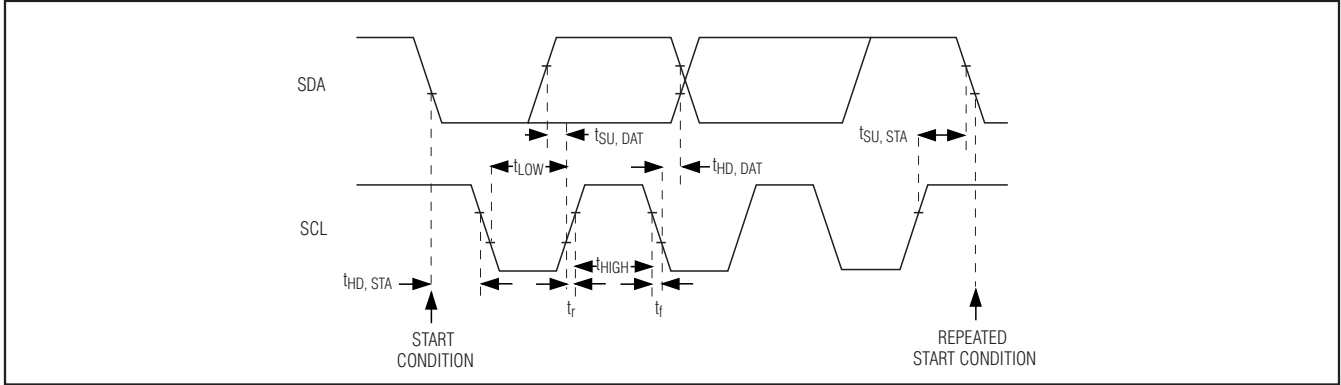 SDA
tSU, DAT
tSU, STA
tLOW
tHD, DAT
SCL
tHIGH
tHD, STA
tr
tf
START
CONDITION
REPEATED
START CONDITION